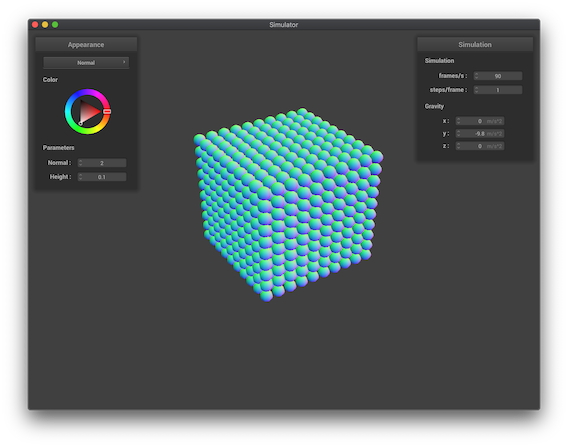 Simulator
Appearance
Normal
Color
Parameters
Normal : 2
Height : 0.1
Simulation
Simulation
frames/s : 90
steps/frame : 1
Gravity
x : 0 m/s^2
y : -9.8 m/s^2
z : 0 m/s^2